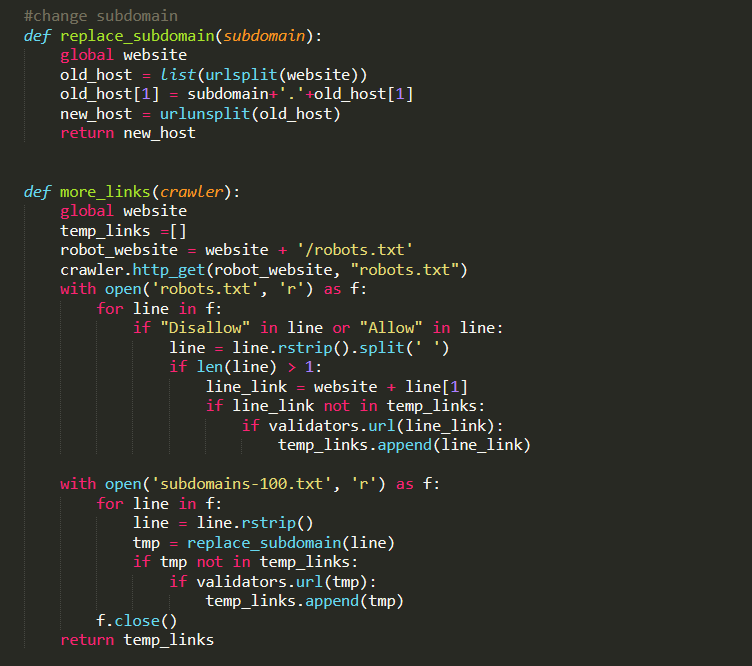 #change subdomain
def replace_subdomain(subdomain):
    global website
    old_host = list(urlsplit(website))
    old_host[1] = subdomain+'.'+old_host[1]
    new_host = urlunsplit(old_host)
    return new_host

def more_links(crawler):
    global website
    temp_links =[]
    robot_website = website + '/robots.txt'
    crawler.http_get(robot_website, "robots.txt")
    with open('robots.txt', 'r') as f:
        for line in f:
            if "Disallow" in line or "Allow" in line:
                line = line.rstrip().split(' ')
                if len(line) > 1:
                    line_link = website + line[1]
                    if line_link not in temp_links:
                        if validators.url(line_link):
                            temp_links.append(line_link)

    with open('subdomains-100.txt', 'r') as f:
        for line in f:
            line = line.rstrip()
            tmp = replace_subdomain(line)
            if tmp not in temp_links:
                if validators.url(tmp):
                    temp_links.append(tmp)
        f.close()
    return temp_links